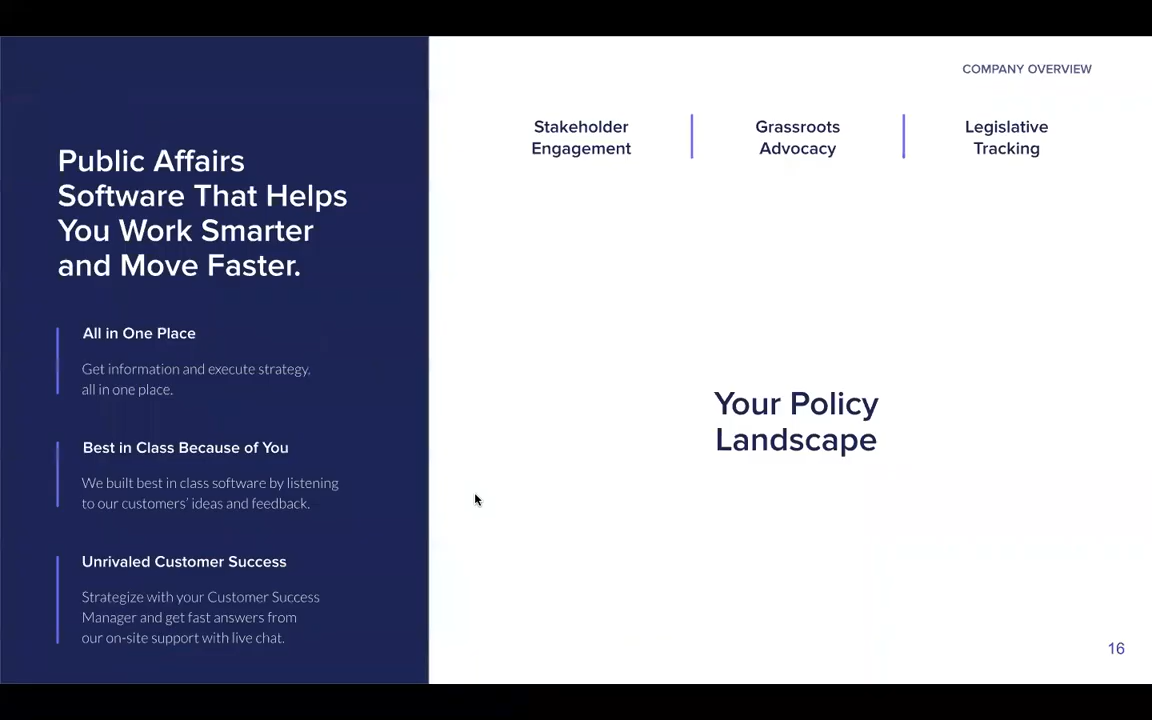 Public Affairs
Software That Helps
You Work Smarter
and Move Faster.
All in One Place
Get information and execute strategy,
all in one place.
Best in Class Because of You
We built best in class software by listening
to our customers’ ideas and feedback.
Unrivaled Customer Success
Strategize with your Customer Success
Manager and get fast answers from
our on-site support with live chat.
COMPANY OVERVIEW
Stakeholder
Engagement
Grassroots
Advocacy
Legislative
Tracking
Your Policy
Landscape
16